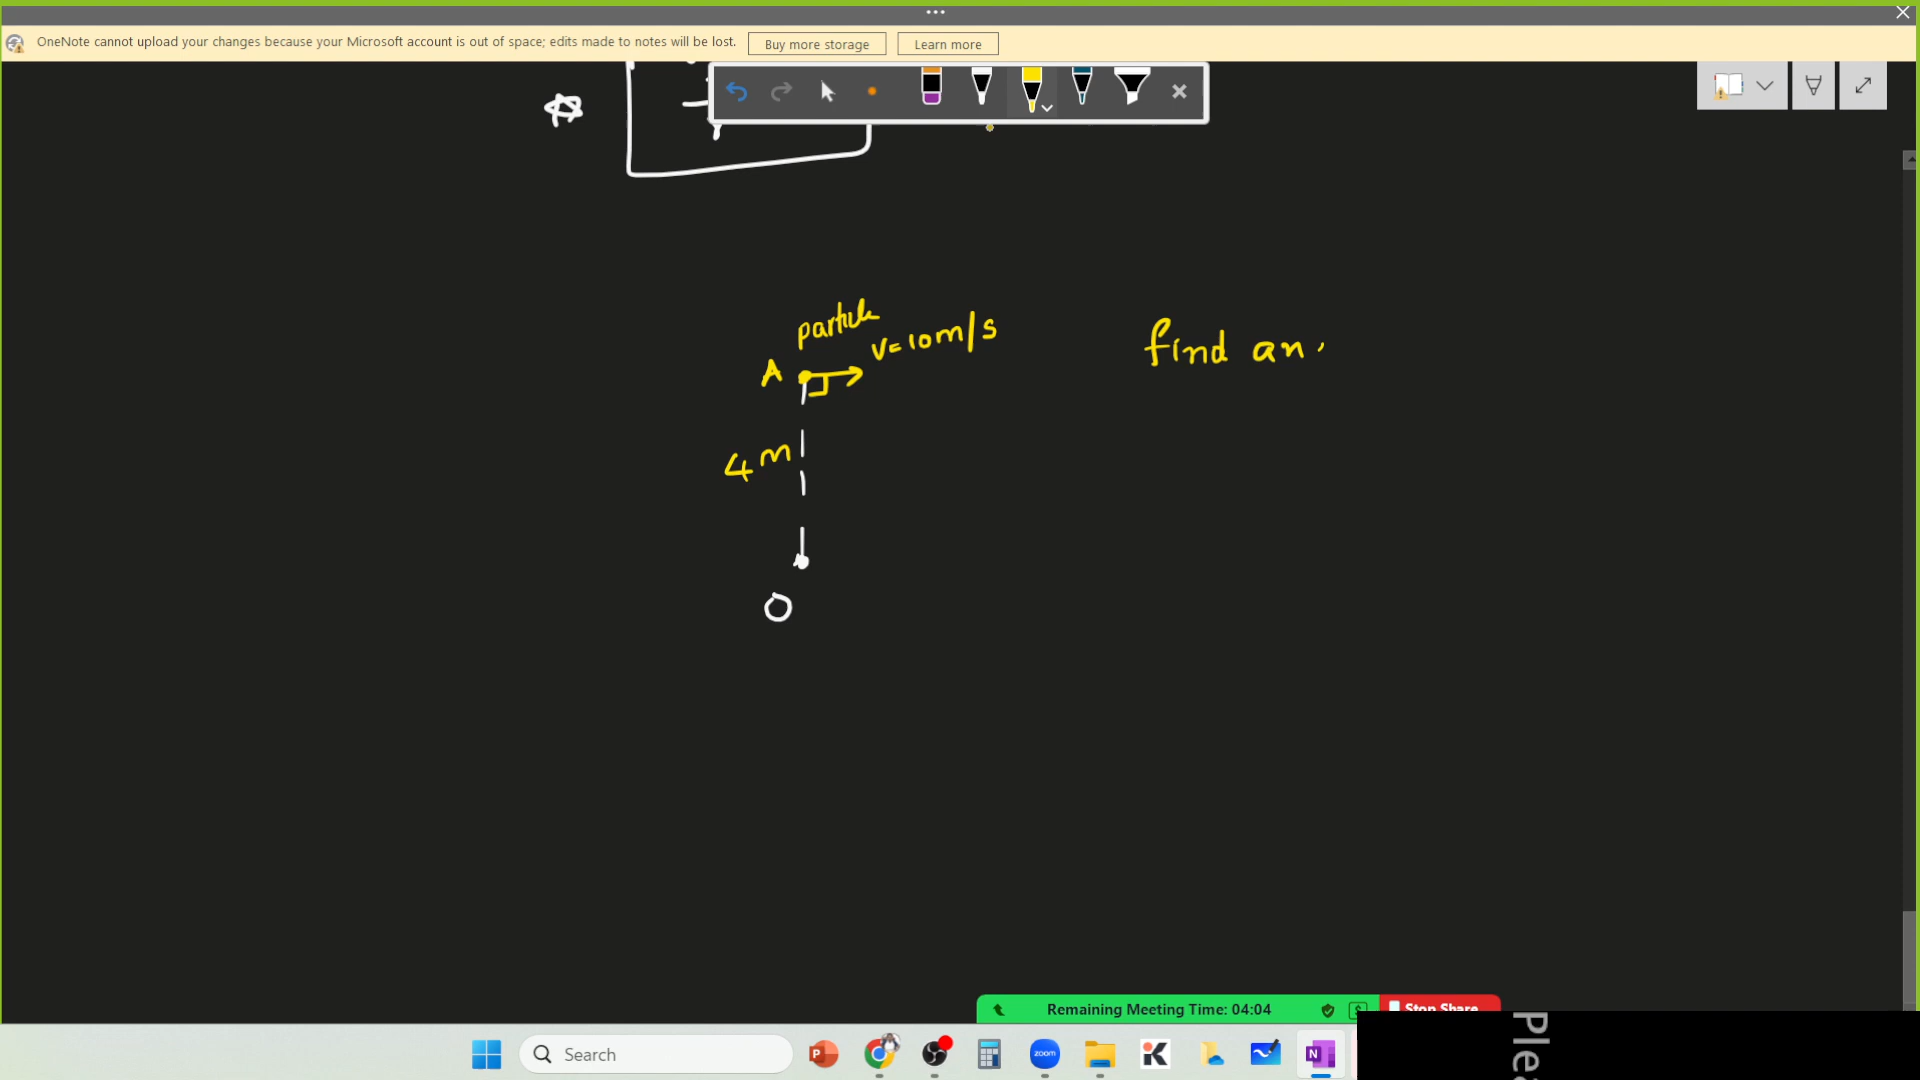 OneNote cannot upload your changes because your Microsoft account is out of space; edits made to notes will be lost. Buy more storage Learn more
particle
V=10m/s
A
find an
4m
O
Remaining Meeting Time: 04:04 Stop Share
Search
zoom
Plea